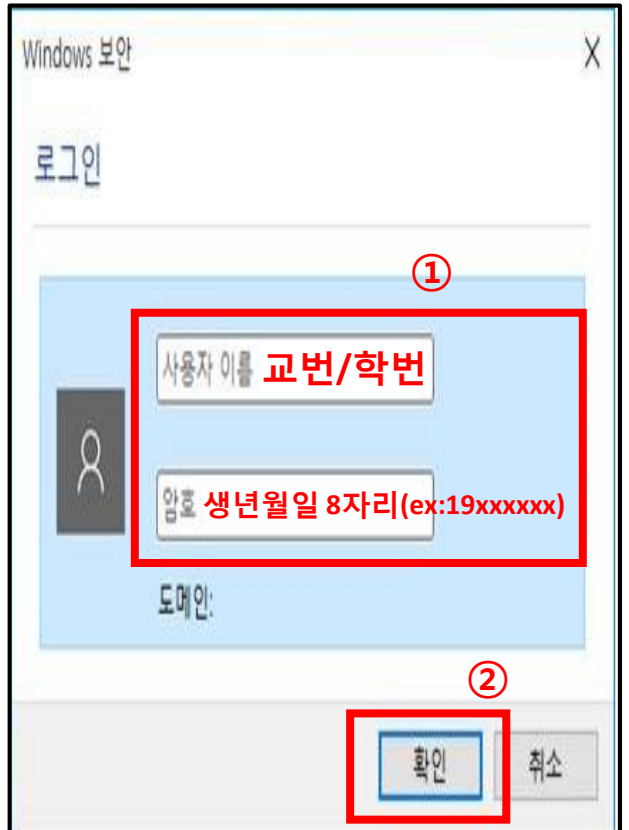 Windows 보안
로그인
①
사용자 이름 교번/학번
암호 생년월일 8자리(ex:19xxxxxx)
도메인:
②
확인 취소